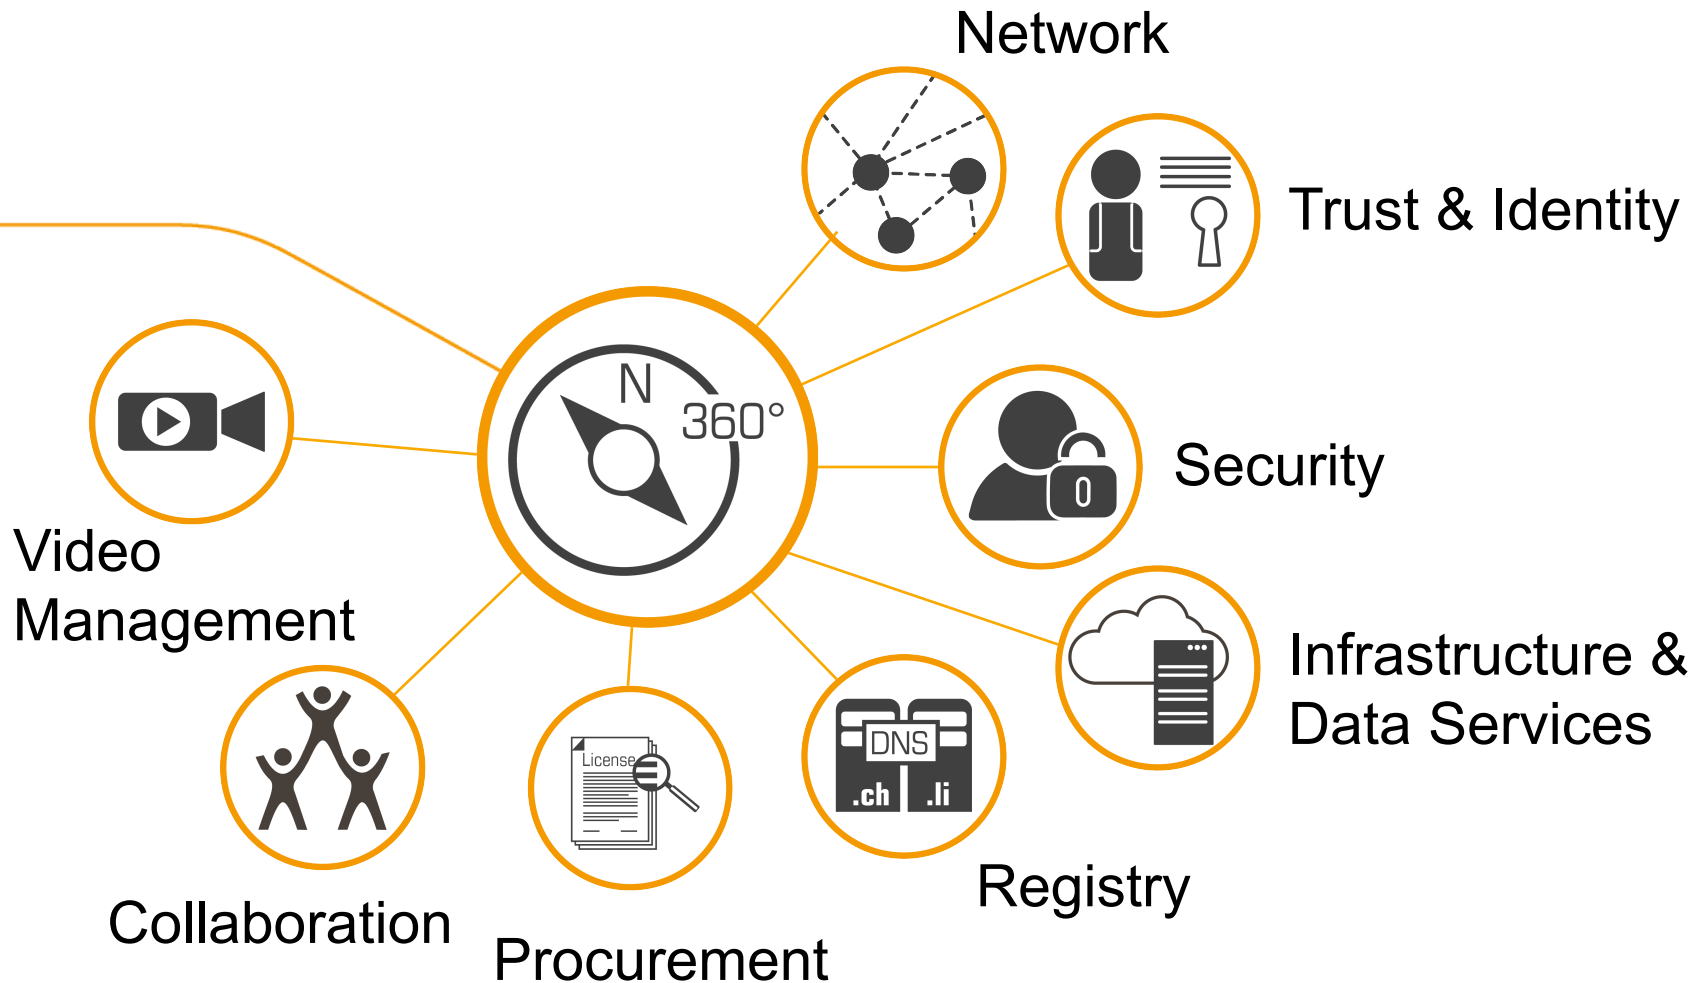 Network
Trust & Identity
N
360°
Security
Video
Management
Infrastructure &
Data Services
License
DNS
.ch
.li
Registry
Collaboration
Procurement